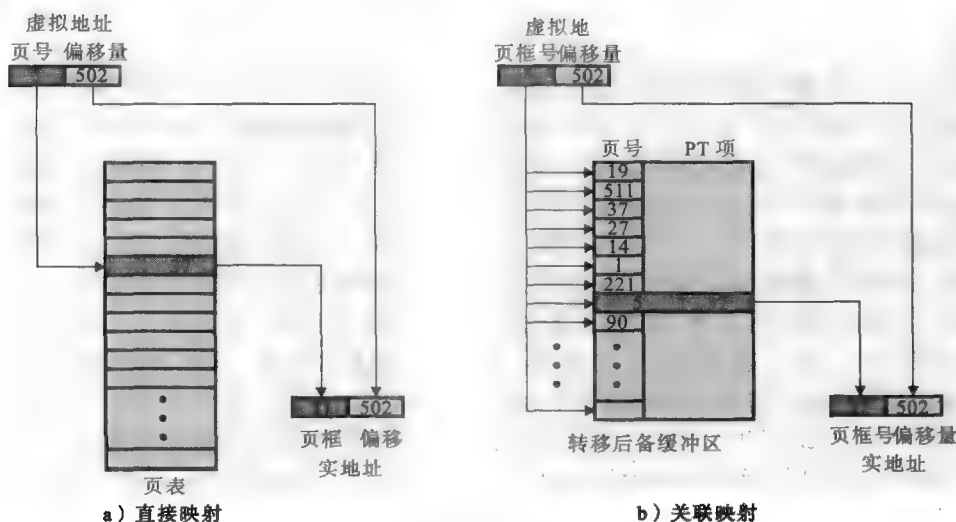 虚拟地址
页号 偏移量
502
页表
502
页框 偏移
实地址
a）直接映射
虚拟地
页框号偏移量
502
页号 PT 项
19
511
37
27
14
1
221
5
90
转移后备缓冲区
502
页框号偏移量
实地址
b）关联映射